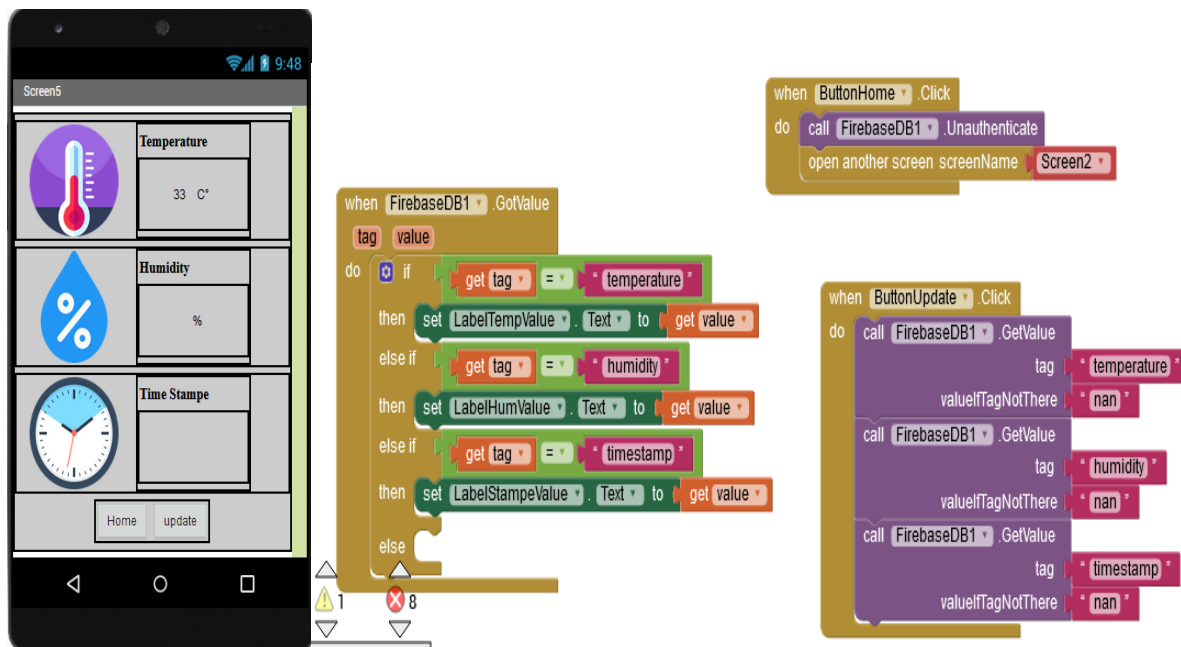 9:48
Screen5
Temperature
33 C°
Humidity
%
Time Stampe
Home update
when FirebaseDB1 .GotValue
tag value
do if get tag = “ temperature ”
then set LabelTempValue . Text to get value
else if get tag = “ humidity ”
then set LabelHumValue . Text to get value
else if get tag = “ timestamp ”
then set LabelStampeValue . Text to get value
else
1 8
when ButtonHome .Click
do call FirebaseDB1 .Unauthenticate
open another screen screenName Screen2
when ButtonUpdate .Click
do call FirebaseDB1 .GetValue
tag “ temperature ”
valueIfTagNotThere “ nan ”
call FirebaseDB1 .GetValue
tag “ humidity ”
valueIfTagNotThere “ nan ”
call FirebaseDB1 .GetValue
tag “ timestamp ”
valueIfTagNotThere “ nan ”